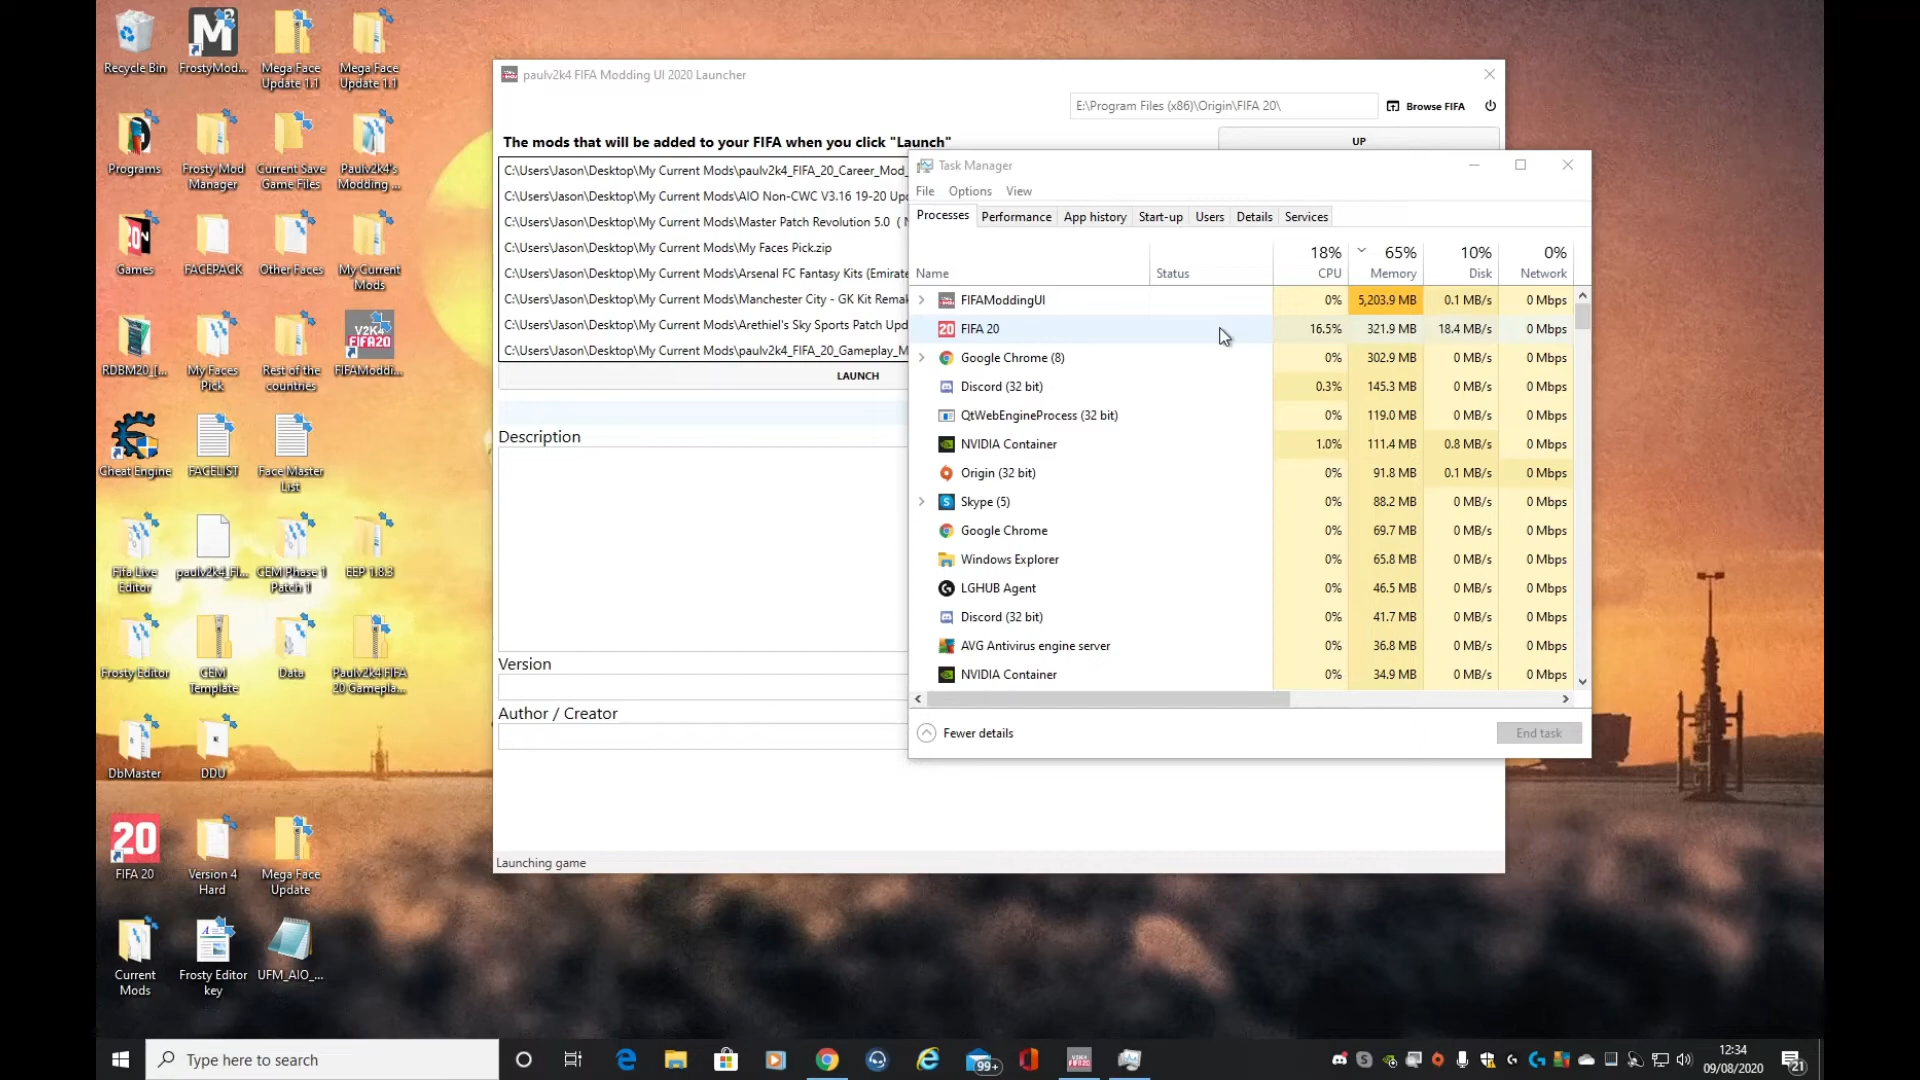 Recycle Bin
FrostyMod...
Mega Face
Update 1.1
Mega Face
Update 1.1
Programs
Frosty Mod
Manager
Current Save
Game Files
Paulv2k4's
Modding ...
Games
FACEPACK
Other Faces
My Current
Mods
RDBM20_[...
My Faces
Pick
Rest of the
countries
V2K4
FIFA20
FIFAModdi...
Cheat Engine
FACELIST
Face Master
List
Fifa Live
Editor
paulv2k4_FI...
CEM Phase 1
Patch 1
EEP 1.8.3
Frosty Editor
CEM
Template
Data
Paulv2k4 FIFA
20 Gamepla...
DbMaster
DDU
20
FIFA 20
Version 4
Hard
Mega Face
Update
Current
Mods
Frosty Editor
key
UFM_AIO_...
paulv2k4 FIFA Modding UI 2020 Launcher
E:\Program Files (x86)\Origin\FIFA 20\
Browse FIFA
The mods that will be added to your FIFA when you click "Launch"
UP
C:\Users\Jason\Desktop\My Current Mods\paulv2k4_FIFA_20_Career_Mod_
C:\Users\Jason\Desktop\My Current Mods\AIO Non-CWC V3.16 19-20 Upd
C:\Users\Jason\Desktop\My Current Mods\Master Patch Revolution 5.0 ( N
C:\Users\Jason\Desktop\My Current Mods\My Faces Pick.zip
C:\Users\Jason\Desktop\My Current Mods\Arsenal FC Fantasy Kits (Emirate
C:\Users\Jason\Desktop\My Current Mods\Manchester City - GK Kit Remak
C:\Users\Jason\Desktop\My Current Mods\Arethiel's Sky Sports Patch Upd
C:\Users\Jason\Desktop\My Current Mods\paulv2k4_FIFA_20_Gameplay_M
LAUNCH
Description
Version
Author / Creator
Launching game
Task Manager
File Options View
Processes Performance App history Start-up Users Details Services
18% 65% 10% 0%
Name Status CPU Memory Disk Network
FIFAModdingUI 0% 5,203.9 MB 0.1 MB/s 0 Mbps
20 FIFA 20 16.5% 321.9 MB 18.4 MB/s 0 Mbps
Google Chrome (8) 0% 302.9 MB 0 MB/s 0 Mbps
Discord (32 bit) 0.3% 145.3 MB 0 MB/s 0 Mbps
QtWebEngineProcess (32 bit) 0% 119.0 MB 0 MB/s 0 Mbps
NVIDIA Container 1.0% 111.4 MB 0.8 MB/s 0 Mbps
Origin (32 bit) 0% 91.8 MB 0.1 MB/s 0 Mbps
Skype (5) 0% 88.2 MB 0 MB/s 0 Mbps
Google Chrome 0% 69.7 MB 0 MB/s 0 Mbps
Windows Explorer 0% 65.8 MB 0 MB/s 0 Mbps
LGHUB Agent 0% 46.5 MB 0 MB/s 0 Mbps
Discord (32 bit) 0% 41.7 MB 0 MB/s 0 Mbps
AVG Antivirus engine server 0% 36.8 MB 0 MB/s 0 Mbps
NVIDIA Container 0% 34.9 MB 0 MB/s 0 Mbps
Fewer details
End task
Type here to search
99+
12:34
09/08/2020
21